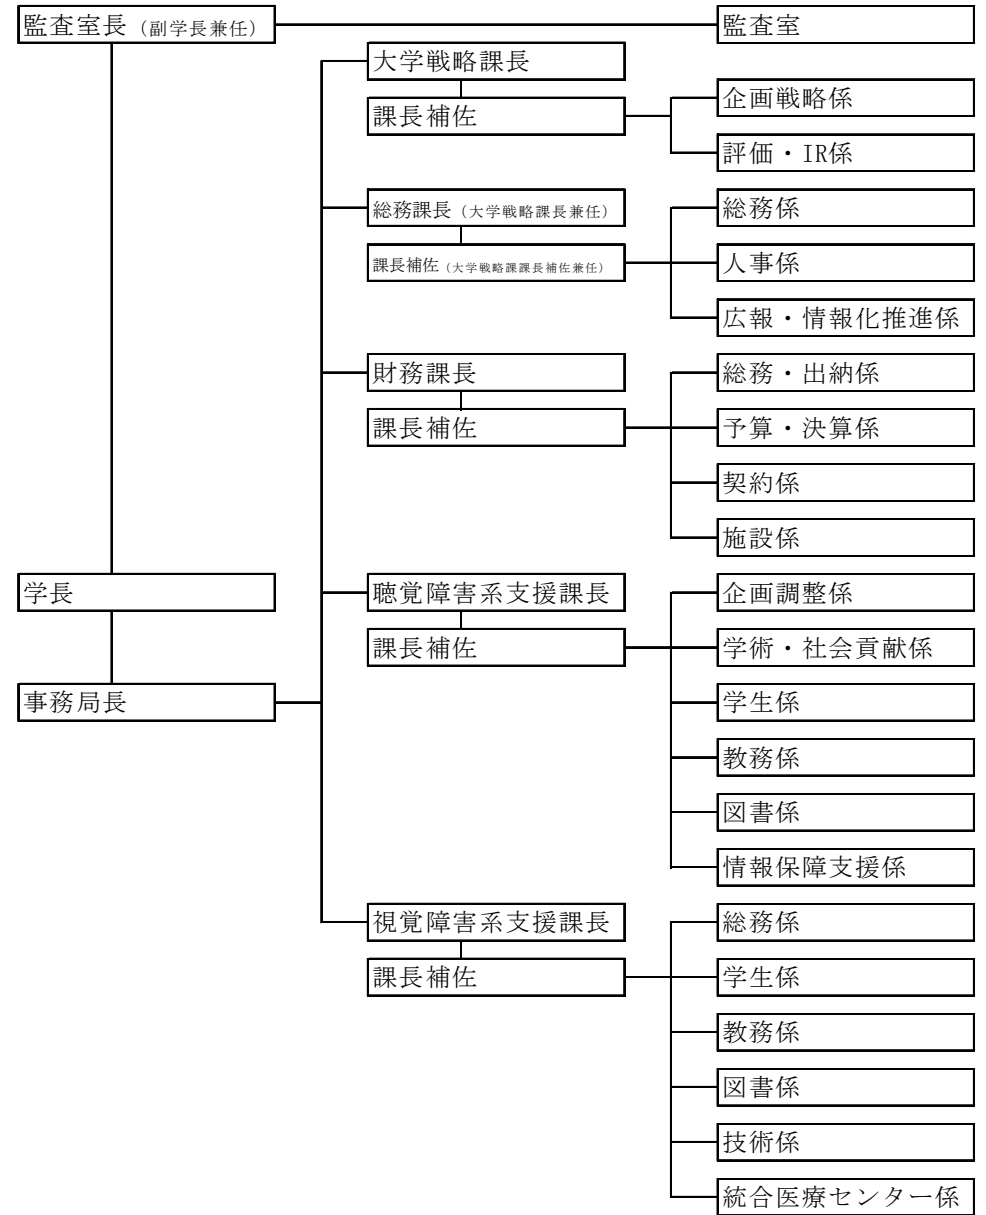 監査室長（副学長兼任）
監査室
大学戦略課長
課長補佐
企画戦略係
評価・IR係
総務課長（大学戦略課長兼任）
課長補佐（大学戦略課課長補佐兼任）
総務係
人事係
広報・情報化推進係
財務課長
課長補佐
総務・出納係
予算・決算係
契約係
施設係
学長
事務局長
聴覚障害系支援課長
課長補佐
企画調整係
学術・社会貢献係
学生係
教務係
図書係
情報保障支援係
視覚障害系支援課長
課長補佐
総務係
学生係
教務係
図書係
技術係
統合医療センター係